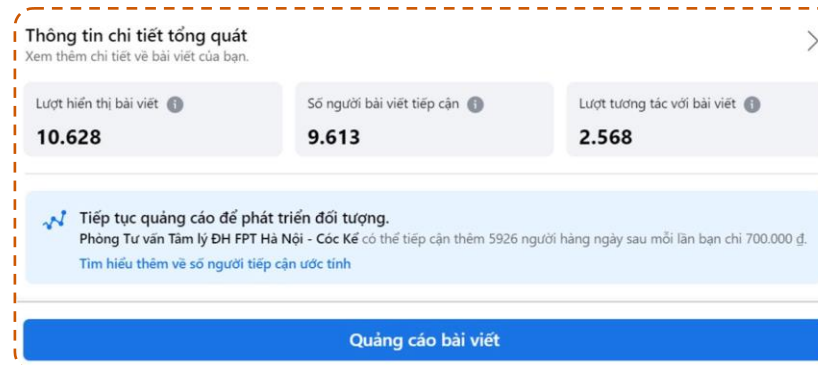 Thông tin chi tiết tổng quát
Xem thêm chi tiết về bài viết của bạn.
Lượt hiển thị bài viết
Số người bài viết tiếp cận
Lượt tương tác với bài viết
10.628
9.613
2.568
Tiếp tục quảng cáo để phát triển đối tượng.
Phòng Tư vấn Tâm lý ĐH FPT Hà Nội - Cóc Kể có thể tiếp cận thêm 5926 người hàng ngày sau mỗi lần bạn chi 700.000 ₫.
Tìm hiểu thêm về số người tiếp cận ước tính
Quảng cáo bài viết